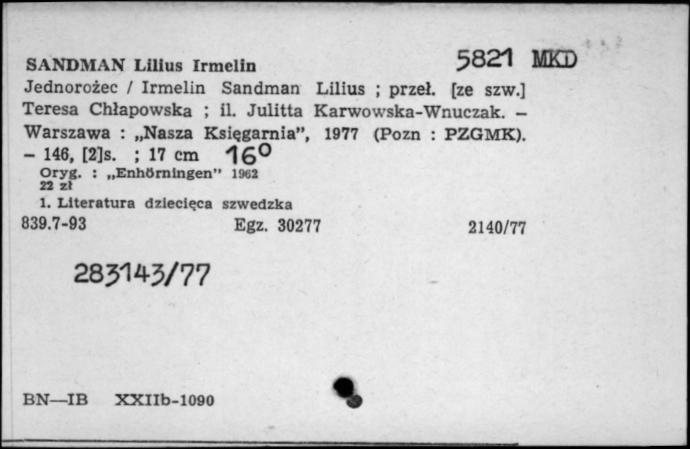 SANDMAN Lilius Irmelin 5821 MKD
Jednorożec / Irmelin Sandman Lilius ; przeł. [ze szw.]
Teresa Chłapowska ; il. Julitta Karwowska-Wnuczak. –
Warszawa : „Nasza Księgarnia”, 1977 (Pozn : PZGMK).
– 146, [2]s. ; 17 cm 16°
Oryg. : „Enhörningen” 1962
22 zł
1. Literatura dziecięca szwedzka
839.7-93 Egz. 30277 2140/77
283143/77
BN—IB XXIIb-1090